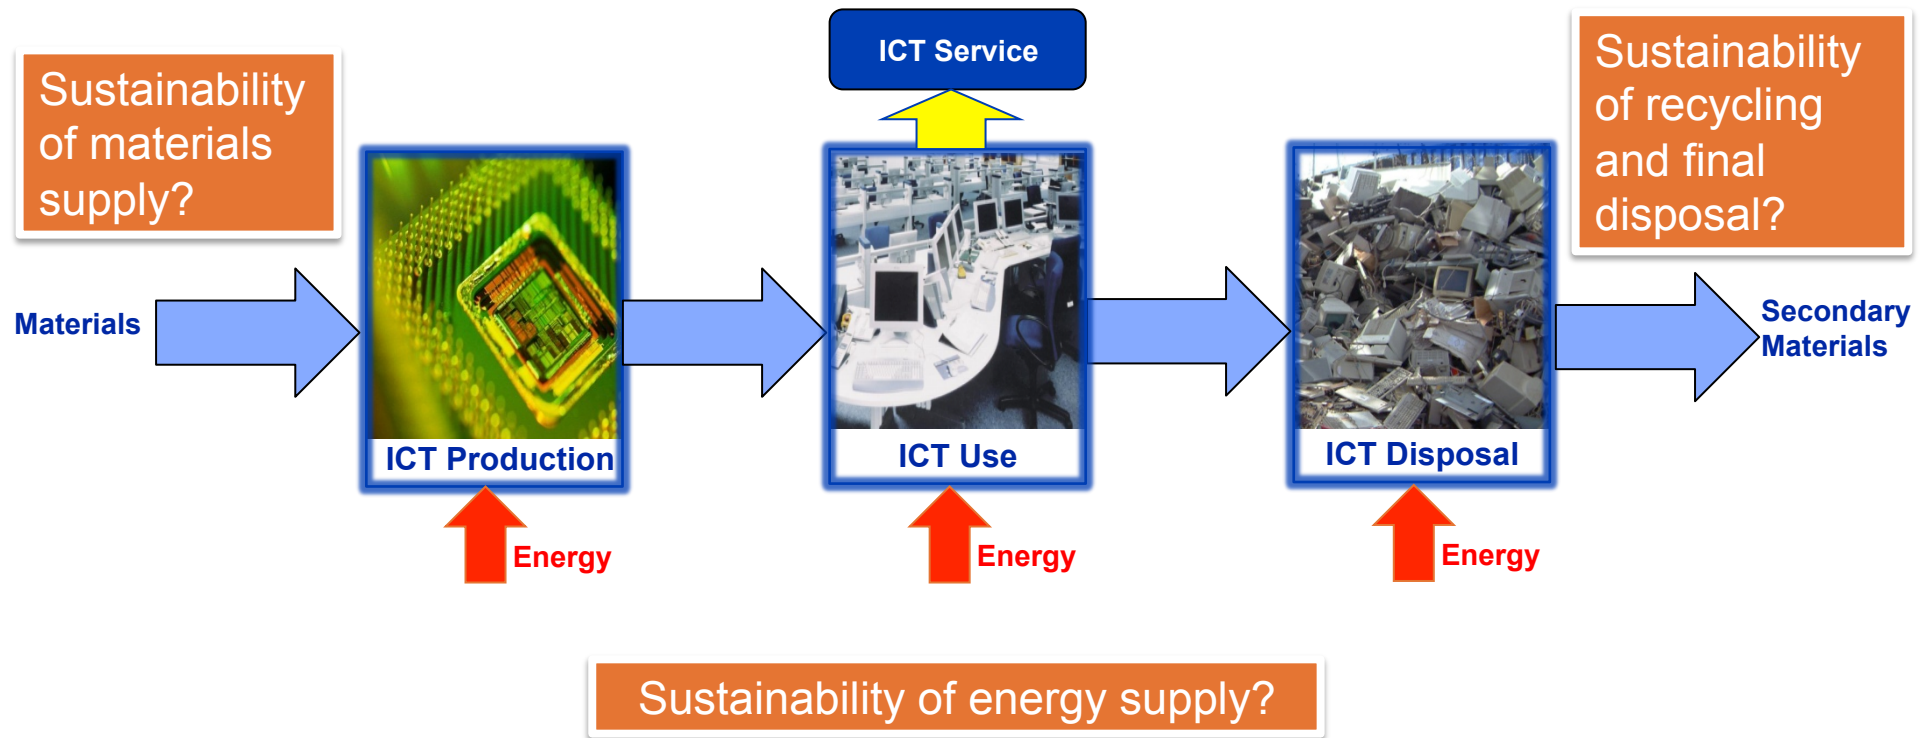 ICT Service
Sustainability
of materials
supply?
Sustainability
of recycling
and final
disposal?
Materials
Secondary
Materials
ICT Production
ICT Use
ICT Disposal
Energy
Energy
Energy
Sustainability of energy supply?